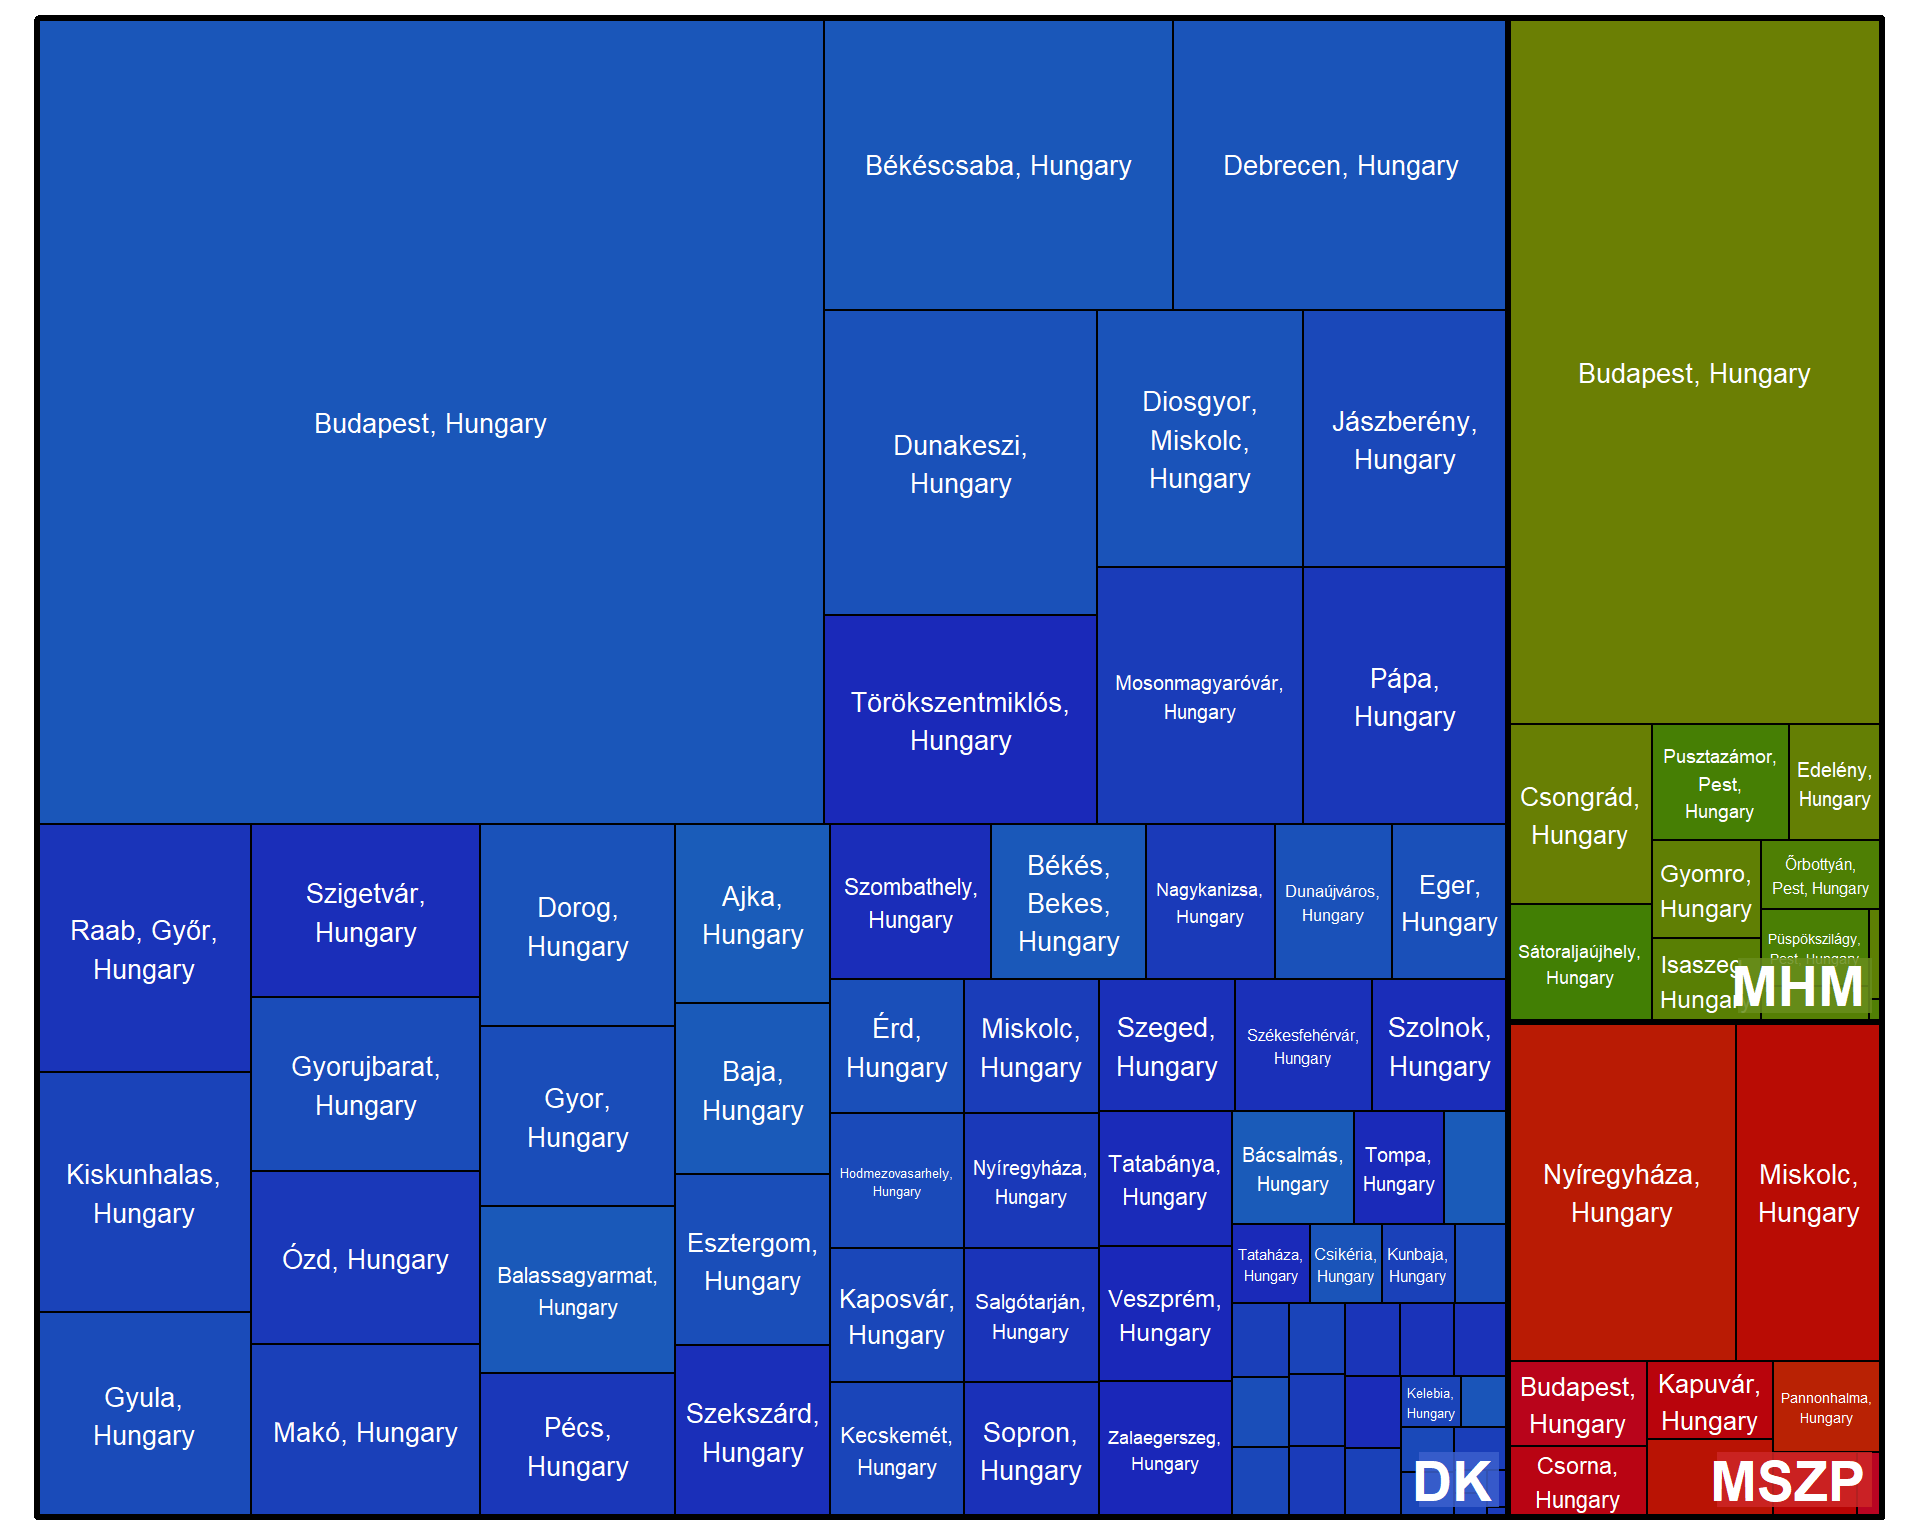 Budapest, Hungary
Békéscsaba, Hungary
Debrecen, Hungary
Dunakeszi,
Hungary
Diosgyor,
Miskolc,
Hungary
Jászberény,
Hungary
Törökszentmiklós,
Hungary
Mosonmagyaróvár,
Hungary
Pápa,
Hungary
Raab, Győr,
Hungary
Kiskunhalas,
Hungary
Gyula,
Hungary
Szigetvár,
Hungary
Gyorujbarat,
Hungary
Ózd, Hungary
Makó, Hungary
Dorog,
Hungary
Gyor,
Hungary
Balassagyarmat,
Hungary
Pécs,
Hungary
Ajka,
Hungary
Baja,
Hungary
Esztergom,
Hungary
Szekszárd,
Hungary
Szombathely,
Hungary
Békés,
Bekes,
Hungary
Nagykanizsa,
Hungary
Dunaújváros,
Hungary
Eger,
Hungary
Érd,
Hungary
Miskolc,
Hungary
Szeged,
Hungary
Székesfehérvár,
Hungary
Szolnok,
Hungary
Hodmezovasarhely,
Hungary
Nyíregyháza,
Hungary
Tatabánya,
Hungary
Bácsalmás,
Hungary
Tompa,
Hungary
Kaposvár,
Hungary
Salgótarján,
Hungary
Veszprém,
Hungary
Tataháza,
Hungary
Csikéria,
Hungary
Kunbaja,
Hungary
Kecskemét,
Hungary
Sopron,
Hungary
Zalaegerszeg,
Hungary
Kelebia,
Hungary
DK
Budapest, Hungary
Csongrád,
Hungary
Sátoraljaújhely,
Hungary
Pusztazámor,
Pest,
Hungary
Edelény,
Hungary
Gyomro,
Hungary
Őrbottyán,
Pest, Hungary
Isaszeg,
Hungary
Püspökszilágy,
Pest, Hungary
MHM
Nyíregyháza,
Hungary
Miskolc,
Hungary
Budapest,
Hungary
Kapuvár,
Hungary
Pannonhalma,
Hungary
Csorna,
Hungary
MSZP